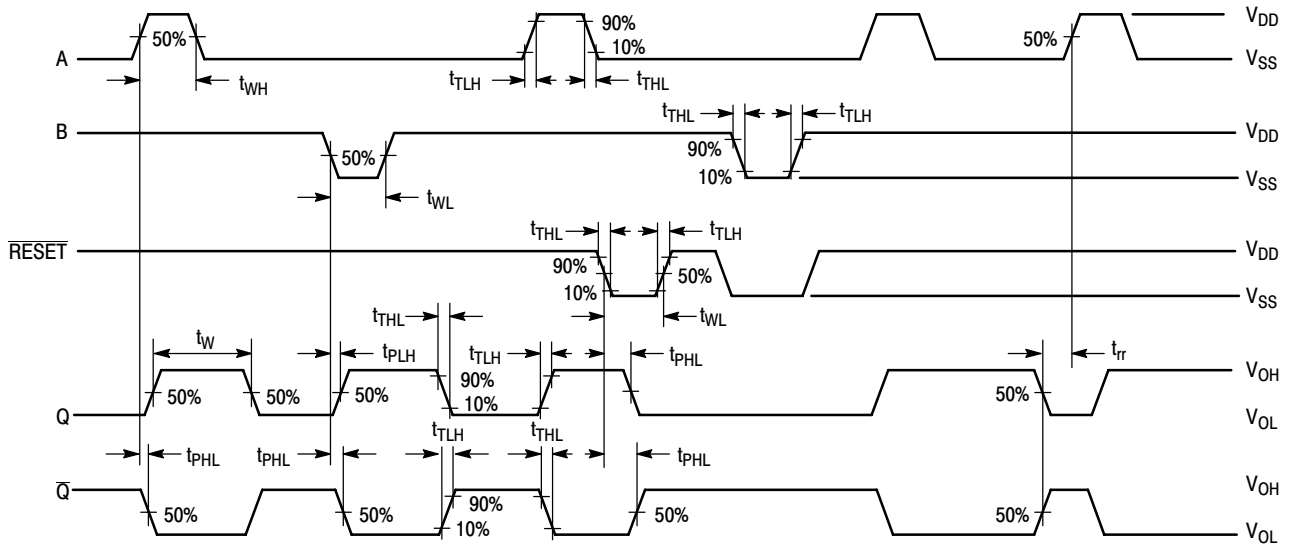 A
50%
90%
10%
50%
V_DD
V_SS
t_WH
t_TLH
t_THL
B
50%
t_THL
t_TLH
90%
10%
V_DD
V_SS
t_WL
RESET
t_THL
t_TLH
90%
50%
10%
V_DD
V_SS
t_WL
t_THL
t_W
t_PLH
t_TLH
t_PHL
t_rr
Q
50%
50%
50%
90%
10%
50%
V_OH
V_OL
t_PHL
t_PHL
t_TLH
t_THL
t_PHL
Q
50%
50%
90%
10%
50%
50%
V_OH
V_OL